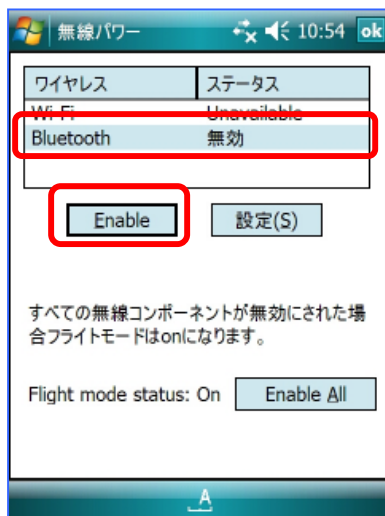 無線パワー 10:54 ok
ワイヤレス ステータス
Wi-Fi Unavailable
Bluetooth 無効
Enable 設定(S)
すべての無線コンポーネントが無効にされた場
合フライトモードはonになります。
Flight mode status: On Enable All
A